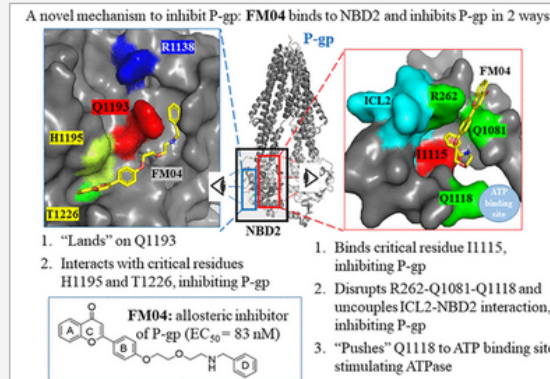 A novel mechanism to inhibit P-gp: FM04 binds to NBD2 and inhibits P-gp in 2 ways
R1138
Q1193
H1195
FM04
T1226
P-gp
NBD2
ICL2
R262
FM04
Q1081
I1115
Q1118
ATP
binding
site
1. "Lands" on Q1193
2. Interacts with critical residues
H1195 and T1226, inhibiting P-gp
1. Binds critical residue I1115,
inhibiting P-gp
2. Disrupts R262-Q1081-Q1118 and
uncouples ICL2-NBD2 interaction,
inhibiting P-gp
3. "Pushes" Q1118 to ATP binding site
stimulating ATPase
FM04: allosteric inhibitor
of P-gp (EC50 = 83 nM)
O
A
C
O
B
O
O
N
H
D